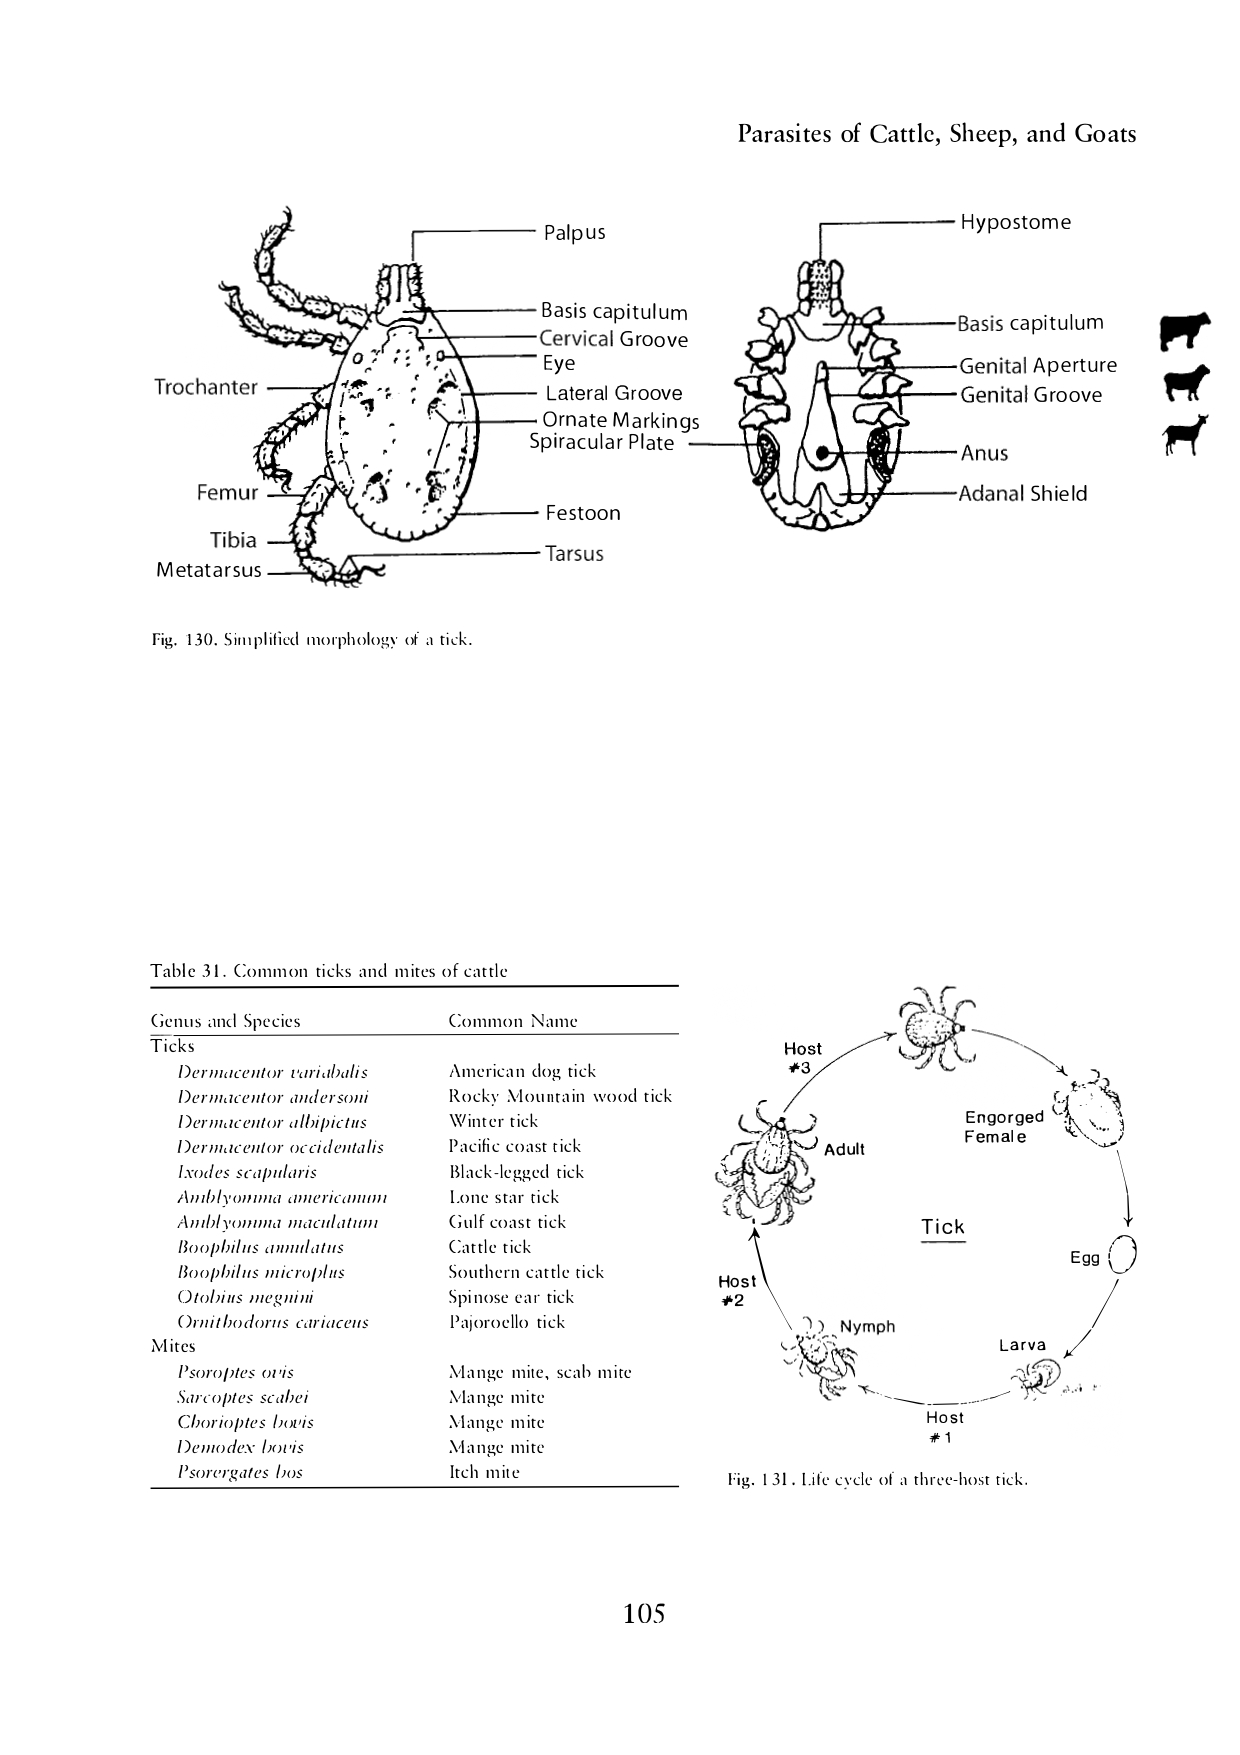 Parasites of Cattle, Sheep, and Goats
Palpus
Basis capitulum
Cervical Groove
Eye
Trochanter
Lateral Groove
Ornate Markings
Spiracular Plate
Femur
Festoon
Tibia
Tarsus
Metatarsus
Hypostome
Basis capitulum
Genital Aperture
Genital Groove
Anus
Adanal Shield
Fig. 130. Simplified morphology of a tick.
Table 31. Common ticks and mites of cattle
Genus and Species Common Name
Ticks
Dermacentor variabalis American dog tick
Dermacentor andersoni Rocky Mountain wood tick
Dermacentor albipictus Winter tick
Dermacentor occidentalis Pacific coast tick
Ixodes scapularis Black-legged tick
Amblyomma americanum Lone star tick
Amblyomma maculatum Gulf coast tick
Boophilus annulatus Cattle tick
Boophilus microplus Southern cattle tick
Otobius megnini Spinose ear tick
Ornithodorus cariaceus Pajoroello tick
Mites
Psoroptes ovis Mange mite, scab mite
Sarcoptes scabei Mange mite
Chorioptes bovis Mange mite
Demodex bovis Mange mite
Psorergates bos Itch mite
Host
#3
Engorged
Female
Adult
Tick
Egg
Host
#2
Nymph
Larva
Host
#1
Fig. 131. Life cycle of a three-host tick.
105